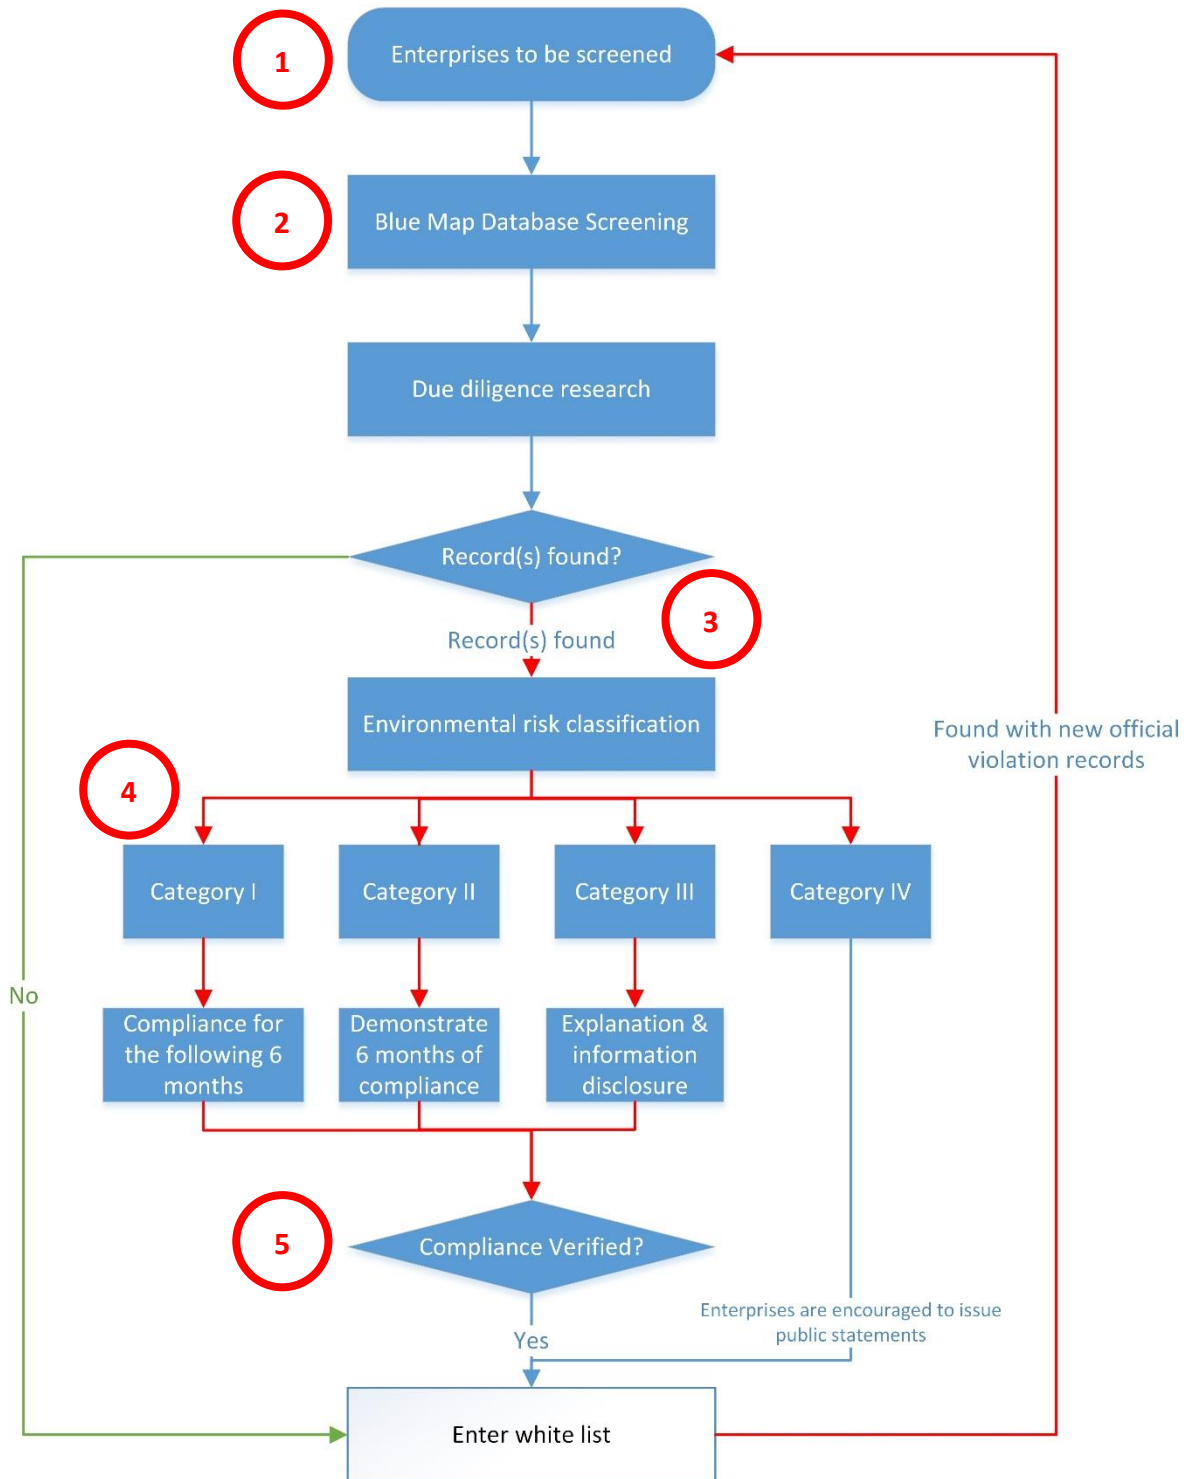 1
Enterprises to be screened
2
Blue Map Database Screening
Due diligence research
Record(s) found?
3
Record(s) found
Environmental risk classification
Found with new official
violation records
4
Category I
Category II
Category III
Category IV
No
Compliance for
the following 6
months
Demonstrate
6 months of
compliance
Explanation &
information
disclosure
5
Compliance Verified?
Enterprises are encouraged to issue
public statements
Yes
Enter white list